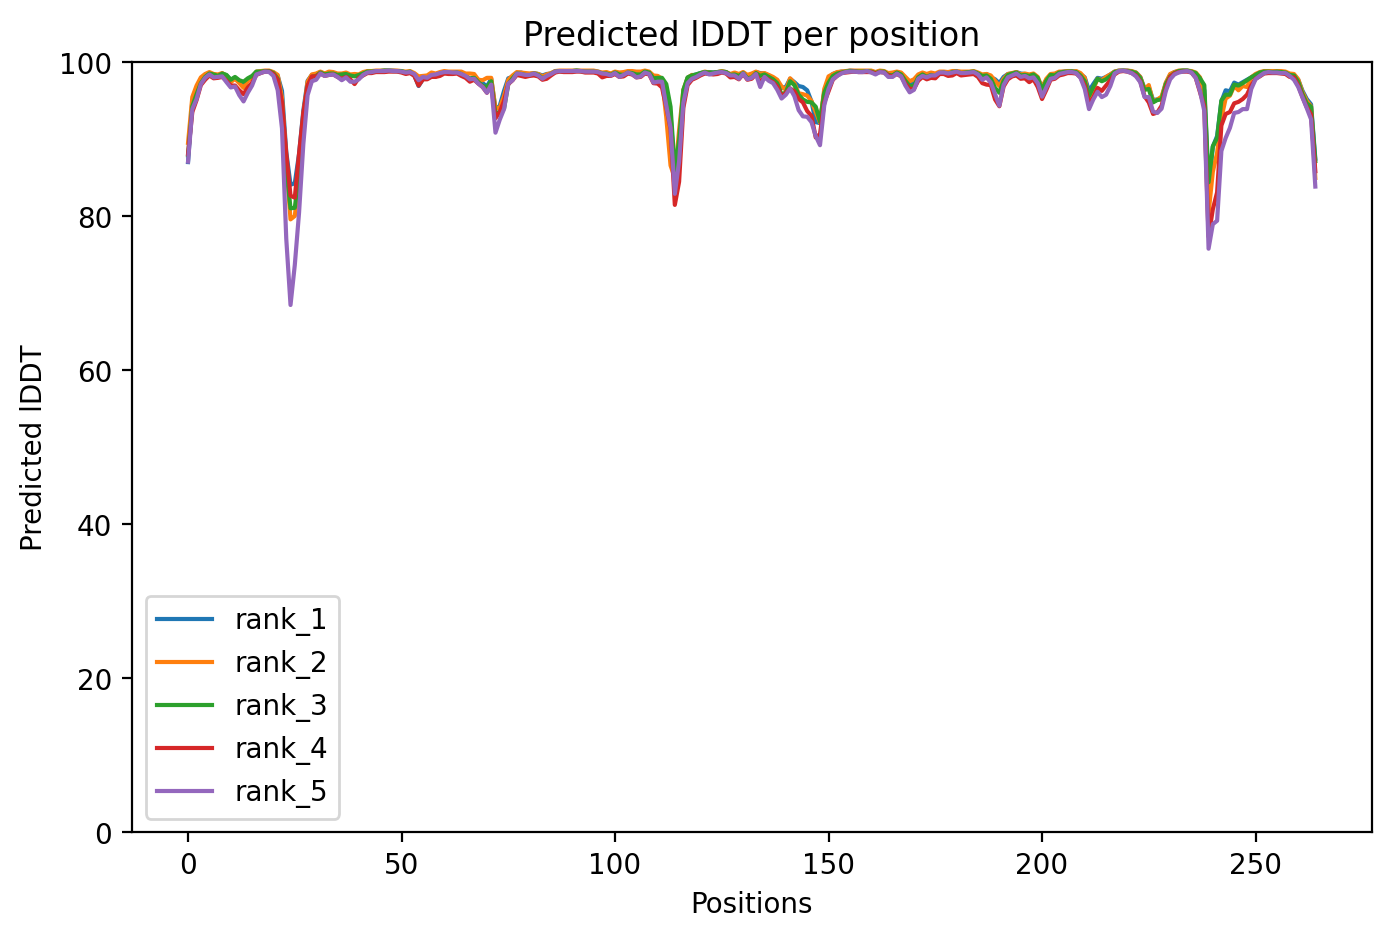 Predicted lDDT per position
Predicted lDDT
100
80
60
40
20
0
rank_1
rank_2
rank_3
rank_4
rank_5
0 50 100 150 200 250
Positions